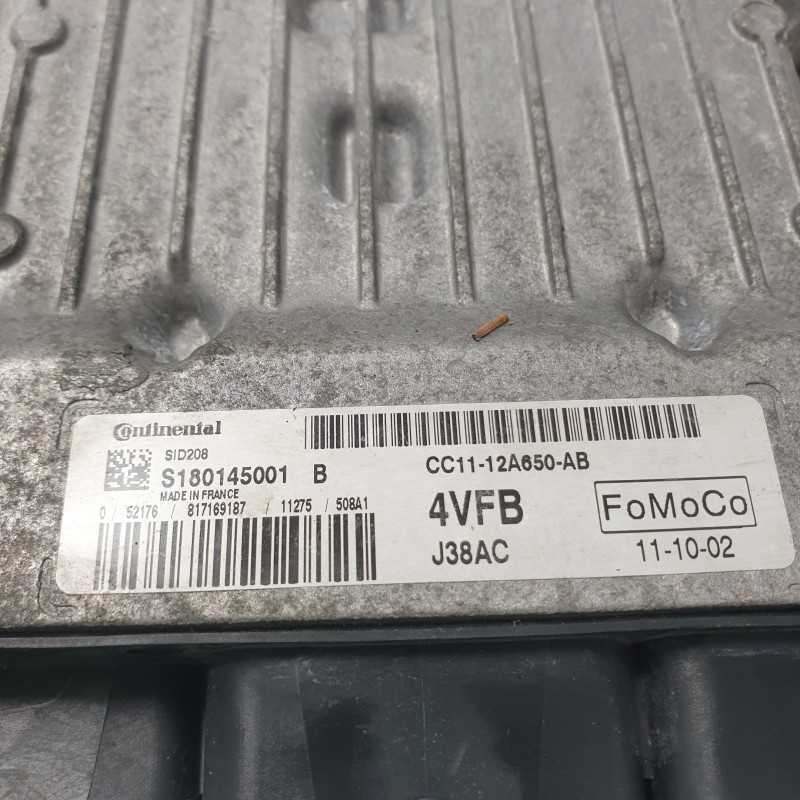 Continental
SID208
S180145001 B
MADE IN FRANCE
0 / 52176 / 817169187 / 11275 / 508A1
CC11-12A650-AB
4VFB
FoMoCo
J38AC
11-10-02